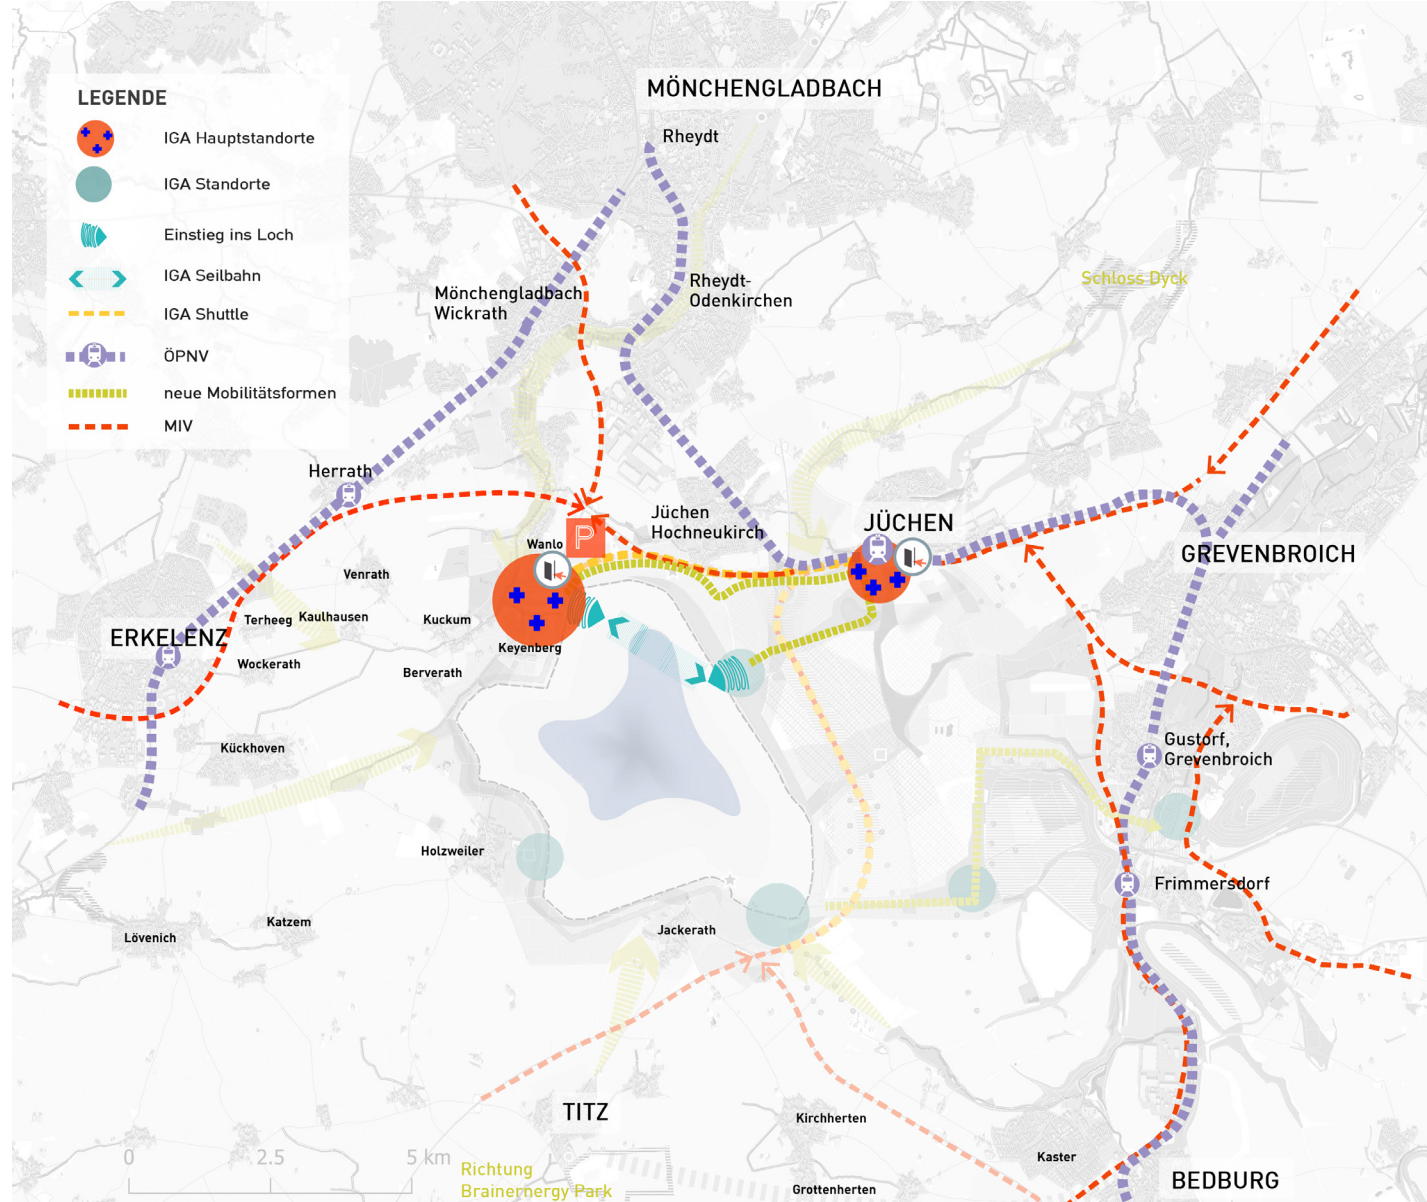 MÖNCHENGLADBACH
LEGENDE
IGA Hauptstandorte
IGA Standorte
Einstieg ins Loch
IGA Seilbahn
IGA Shuttle
ÖPNV
neue Mobilitätsformen
MIV
Rheydt
Rheydt-
Odenkirchen
Mönchengladbach
Wickrath
Schloss Dyck
Herrath
Jüchen
Hochneukirch
JÜCHEN
P
Wanlo
GREVENBROICH
Venrath
Terheeg
Kaulhausen
Kuckum
ERKELENZ
Keyenberg
Wockerath
Berverath
Kückhoven
Gustorf,
Grevenbroich
Holzweiler
Frimmersdorf
Katzem
Lövenich
Jackerath
TITZ
Kirchherten
Kaster
0
2.5
5 km
Richtung
Brainernergy Park
BEDBURG
Grottenherten